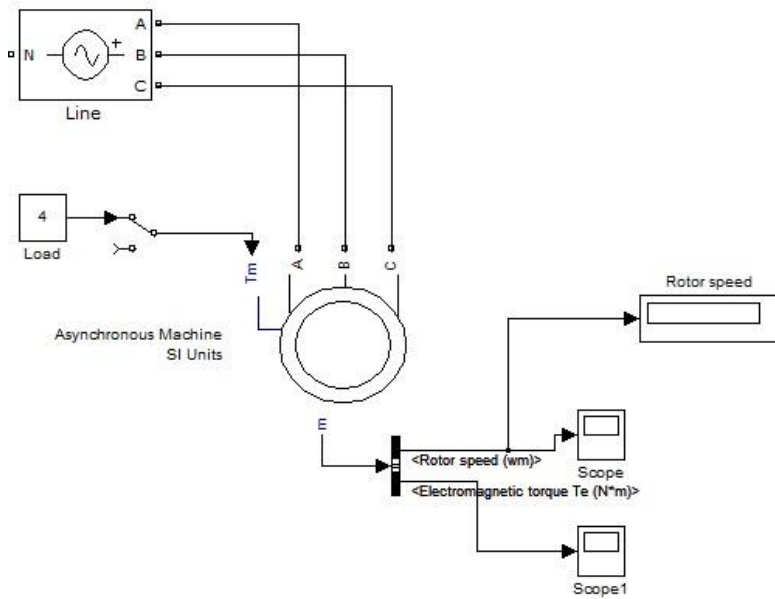 A
N
+
B
C
Line
4
Load
Tm
A
B
C
Rotor speed
Asynchronous Machine
SI Units
m
<Rotor speed (wm)>
Scope
<Electromagnetic torque Te (N*m)>
Scope1